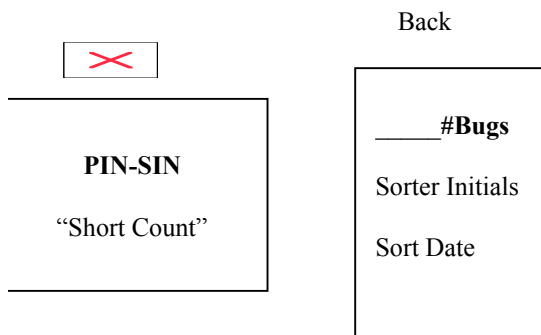 Back
PIN-SIN
“Short Count”
_____#Bugs
Sorter Initials
Sort Date